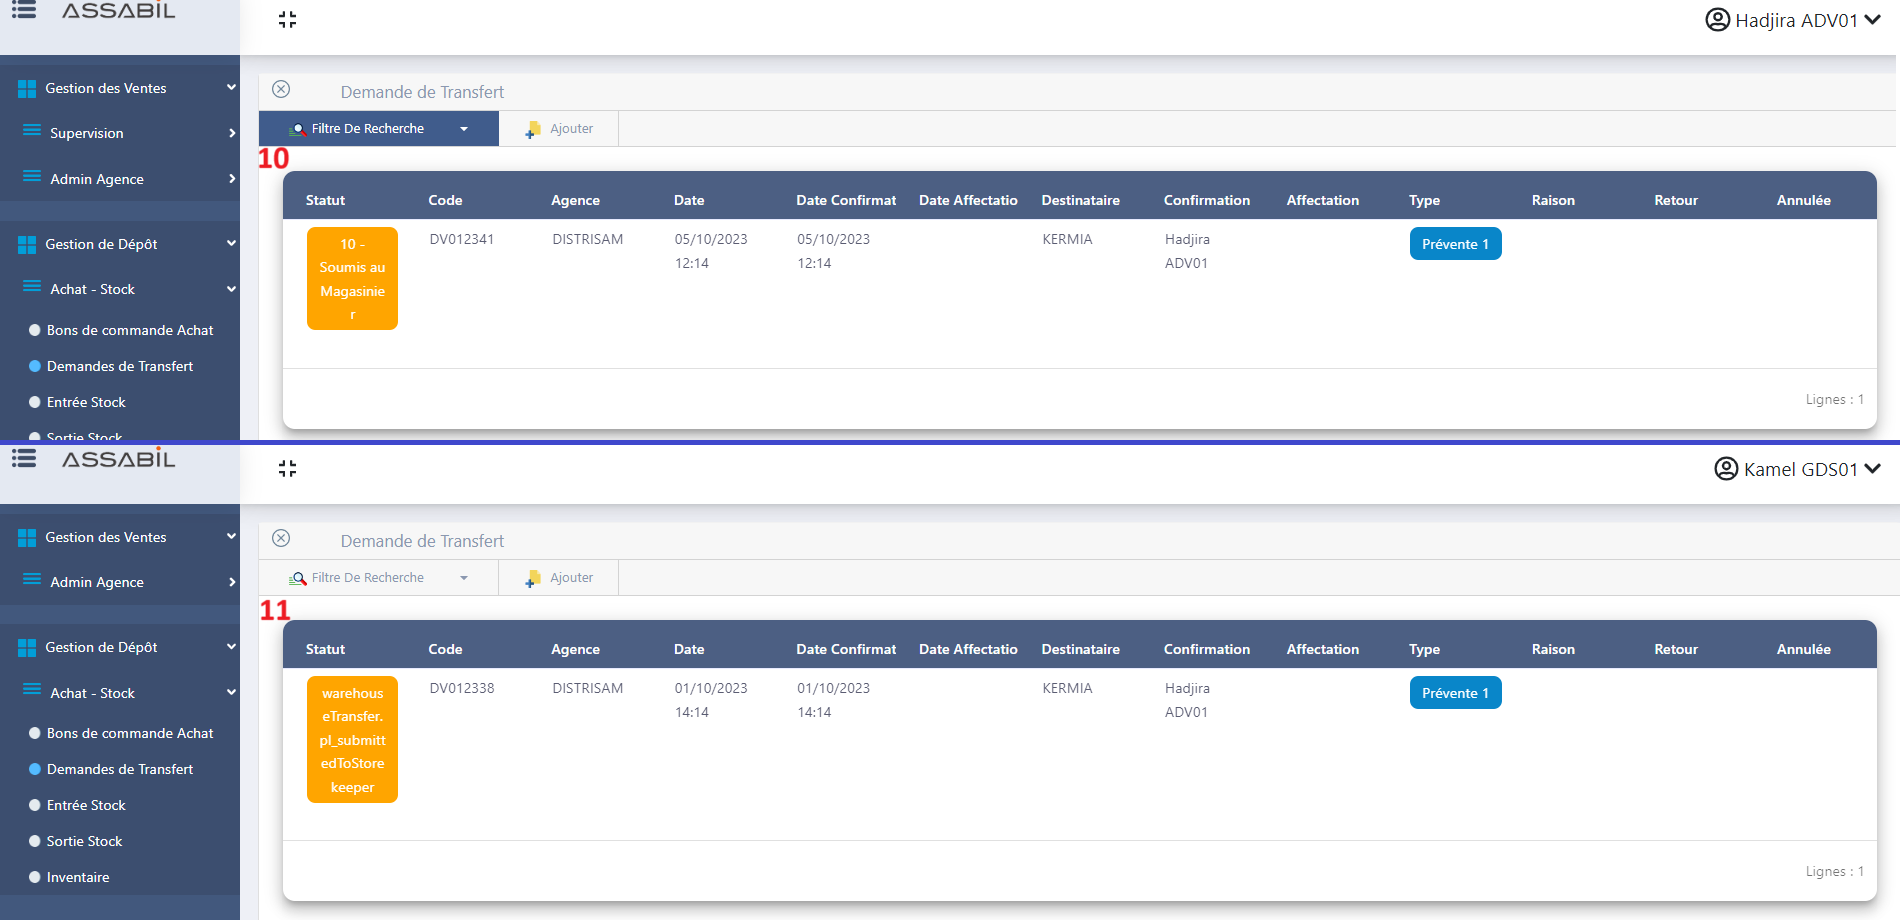 ASSABIL
Hadjira ADV01
Gestion des Ventes
Supervision
Admin Agence
Gestion de Dépôt
Achat - Stock
Bons de commande Achat
Demandes de Transfert
Entrée Stock
Sortie Stock
Demande de Transfert
Filtre De Recherche
Ajouter
10
Statut Code Agence Date Date Confirmat Date Affectatio Destinataire Confirmation Affectation Type Raison Retour Annulée
10 -
Soumis au
Magasinie
r
DV012341
DISTRISAM
05/10/2023
12:14
05/10/2023
12:14
KERMIA
Hadjira
ADV01
Prévente 1
Lignes : 1
ASSABIL
Kamel GDS01
Gestion des Ventes
Admin Agence
Gestion de Dépôt
Achat - Stock
Bons de commande Achat
Demandes de Transfert
Entrée Stock
Sortie Stock
Inventaire
Demande de Transfert
Filtre De Recherche
Ajouter
11
Statut Code Agence Date Date Confirmat Date Affectatio Destinataire Confirmation Affectation Type Raison Retour Annulée
warehous
eTransfer.
pl_submitt
edToStore
keeper
DV012338
DISTRISAM
01/10/2023
14:14
01/10/2023
14:14
KERMIA
Hadjira
ADV01
Prévente 1
Lignes : 1